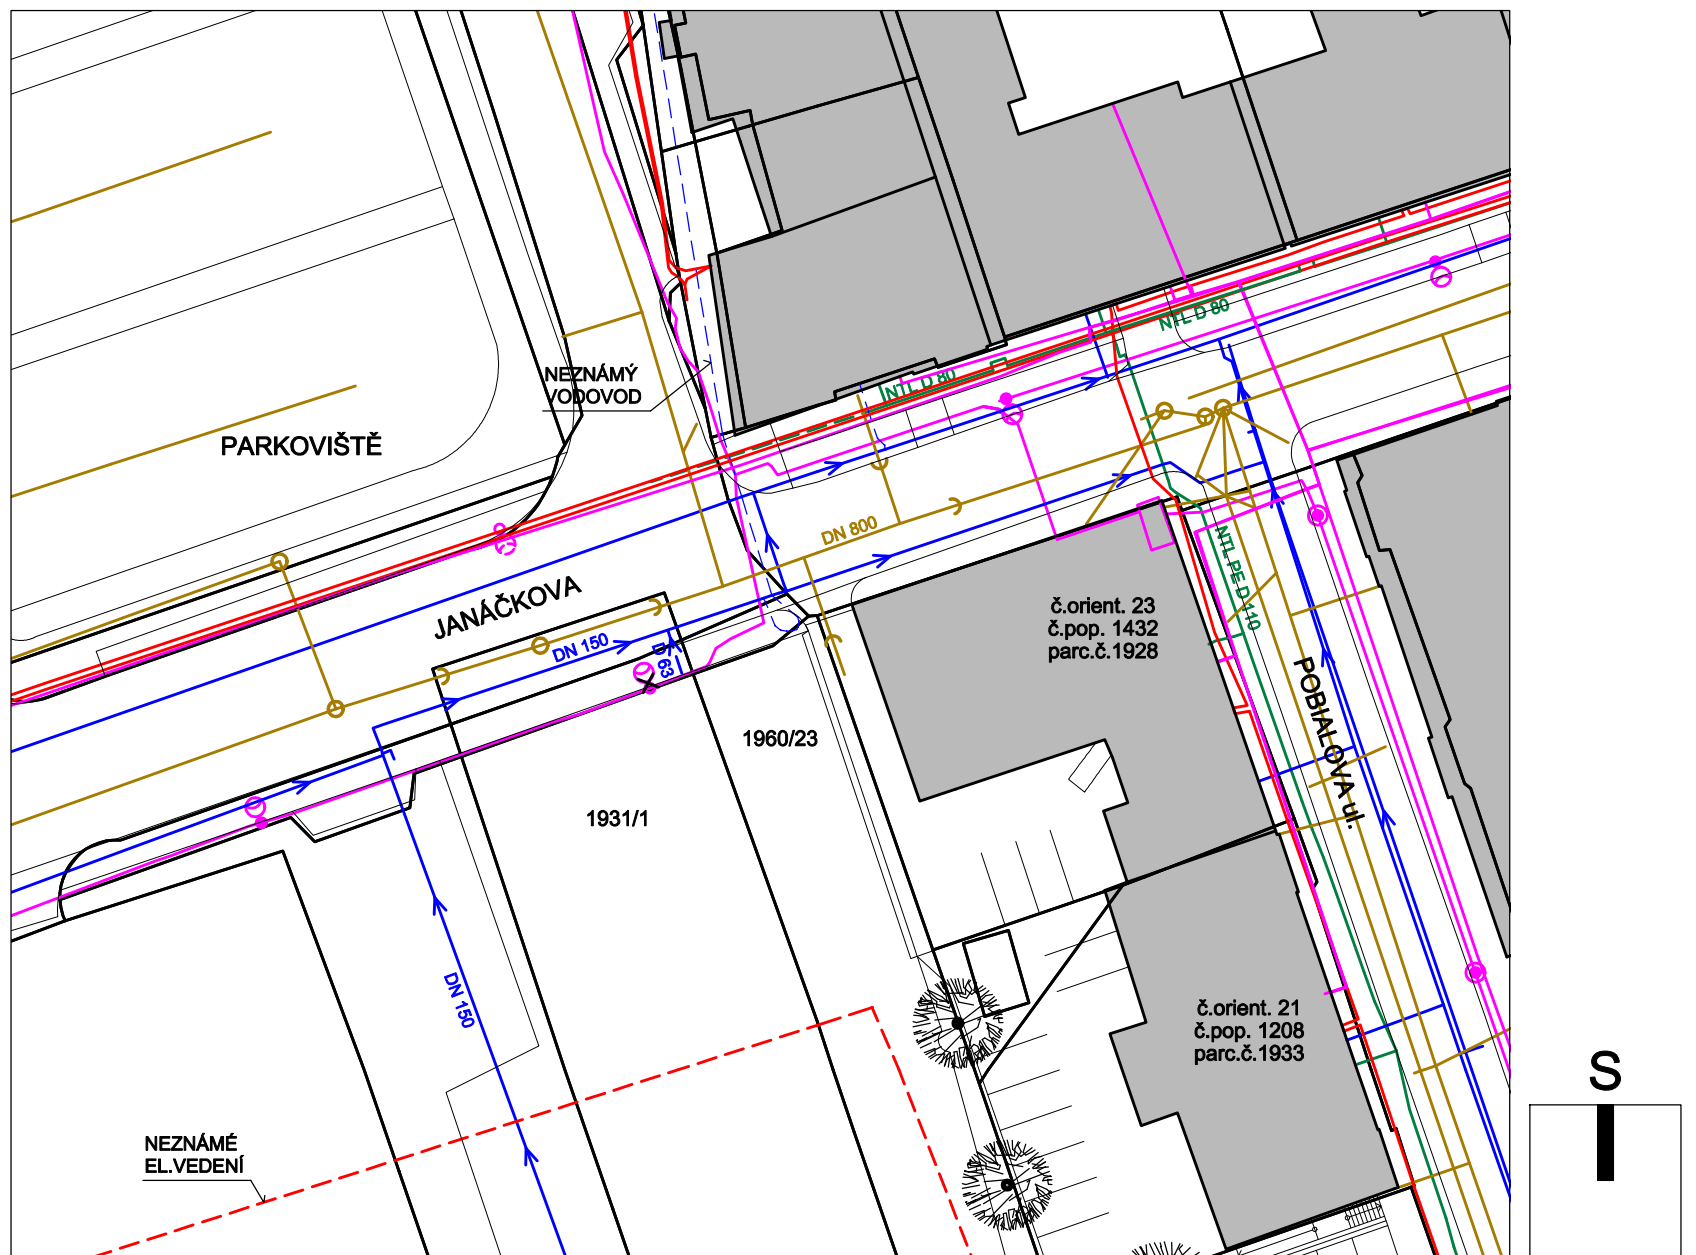 NTL D 80
NEZNÁMÝ
VODOVOD
NTL D 80
PARKOVIŠTĚ
DN 800
NTL PE D 110
JANÁČKOVA
č.orient. 23
č.pop. 1432
parc.č.1928
DN 150
D 63
POBIALOVA ul.
1960/23
1931/1
DN 150
č.orient. 21
č.pop. 1208
parc.č.1933
S
NEZNÁMÉ
EL.VEDENÍ